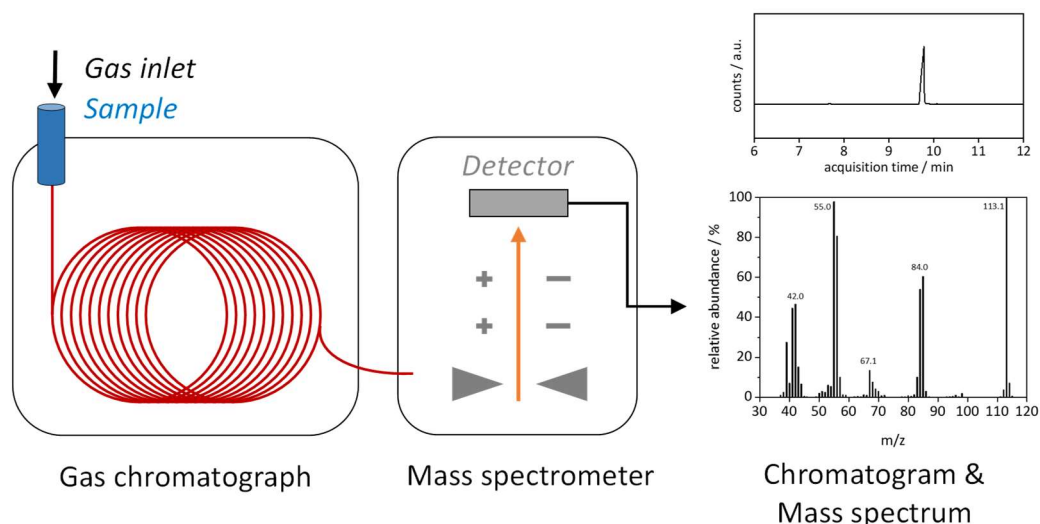 Gas inlet
Sample
Detector
+ −
+ −
Gas chromatograph
Mass spectrometer
counts / a.u.
6 7 8 9 10 11 12
acquisition time / min
relative abundance / %
100
80
60
40
20
0
55.0
113.1
84.0
42.0
67.1
30 40 50 60 70 80 90 100 110 120
m/z
Chromatogram &
Mass spectrum